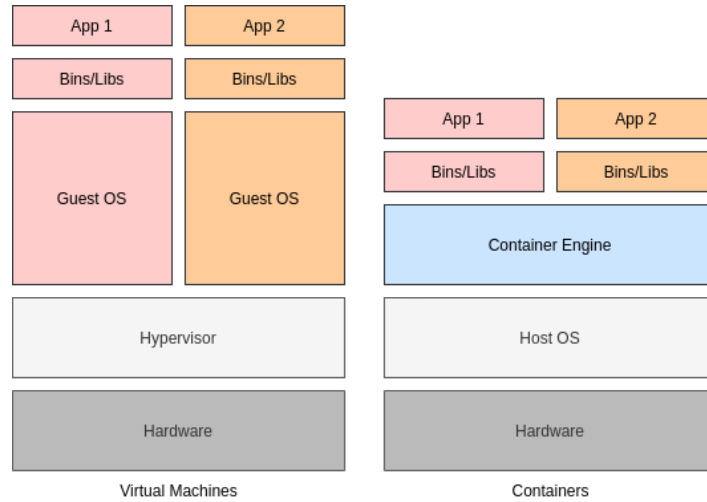 App 1
App 2
Bins/Libs
Bins/Libs
Guest OS
Guest OS
Hypervisor
Hardware
Virtual Machines
App 1
App 2
Bins/Libs
Bins/Libs
Container Engine
Host OS
Hardware
Containers